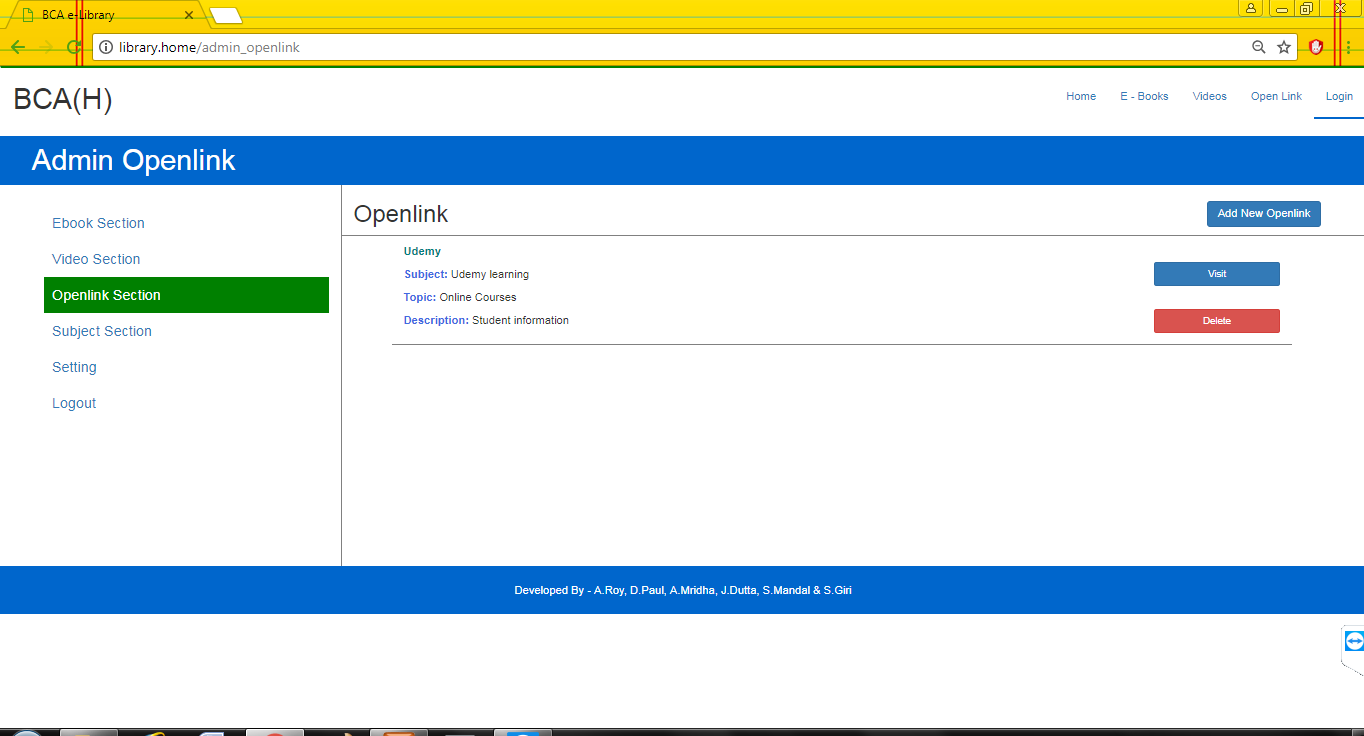 BCA e-Library
library.home/admin_openlink
BCA(H)
Home E - Books Videos Open Link Login
Admin Openlink
Ebook Section
Video Section
Openlink Section
Subject Section
Setting
Logout
Openlink
Add New Openlink
Udemy
Subject: Udemy learning
Topic: Online Courses
Description: Student information
Visit
Delete
Developed By - A.Roy, D.Paul, A.Mridha, J.Dutta, S.Mandal & S.Giri